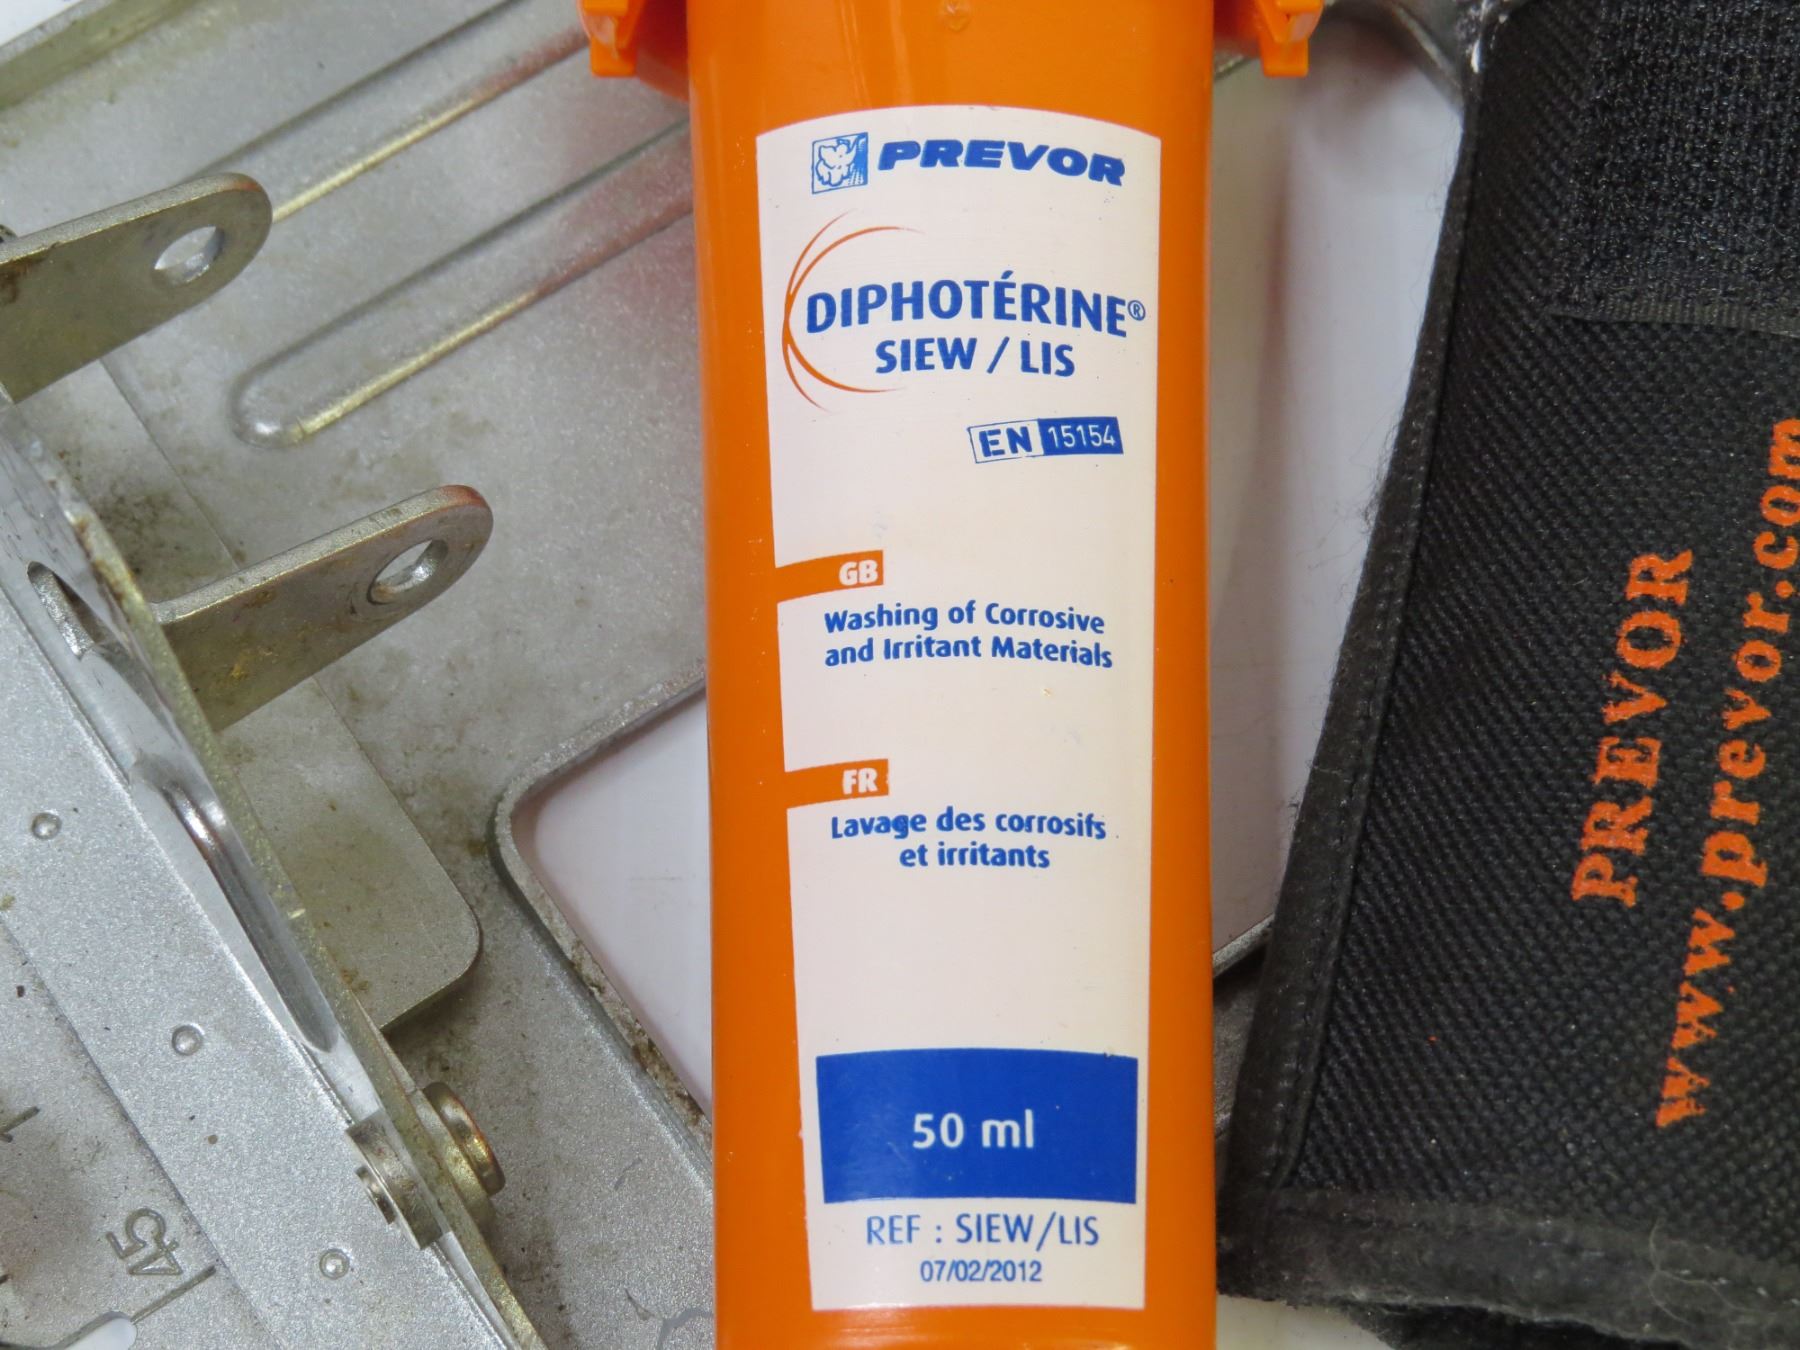 PREVOR
DIPHOTÉRINE®
SIEW / LIS
EN 15154
GB
Washing of Corrosive
and Irritant Materials
FR
Lavage des corrosifs
et irritants
50 ml
REF : SIEW/LIS
07/02/2012
PREVOR
www.prevor.com
45